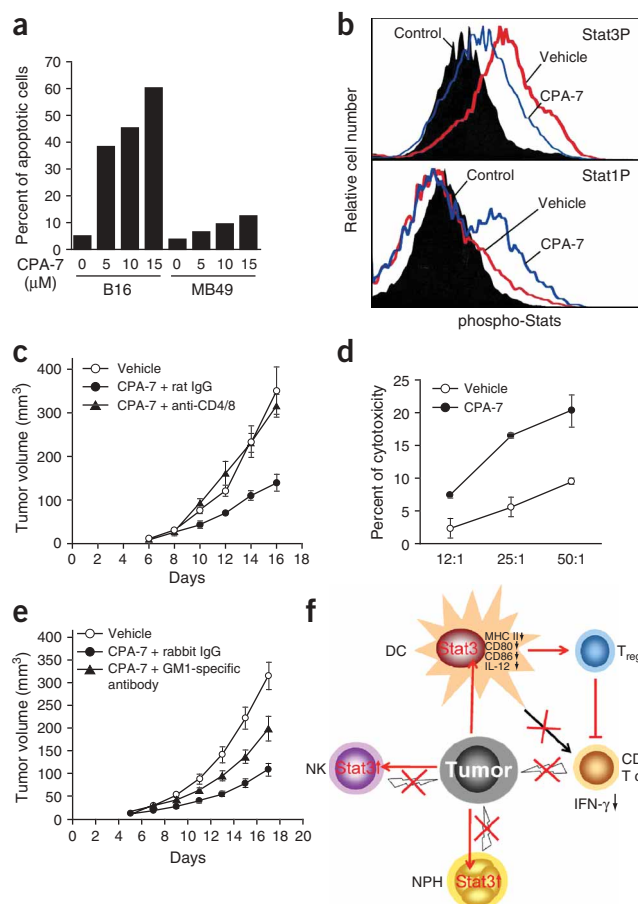 a
Percent of apoptotic cells
70
60
50
40
30
20
10
0
CPA-7 0 5 10 15 0 5 10 15
(μM)
B16 MB49
b
Relative cell number
Control
Stat3P
Vehicle
CPA-7
Control
Stat1P
Vehicle
CPA-7
phospho-Stats
c
Tumor volume (mm³)
Vehicle
CPA-7 + rat IgG
CPA-7 + anti-CD4/8
400
300
200
100
0
0 2 4 6 8 10 12 14 16 18
Days
d
Percent of cytotoxicity
Vehicle
CPA-7
25
20
15
10
5
0
12:1 25:1 50:1
e
Tumor volume (mm³)
Vehicle
CPA-7 + rabbit IgG
CPA-7 + GM1-specific
antibody
400
350
300
250
200
150
100
50
0
0 2 4 6 8 10 12 14 16 18 20
Days
f
DC
Stat3
MHC II
CD80
CD86
IL-12
Treg
NK
Stat3↑
Tumor
CD
T c
IFN-γ↓
NPH
Stat3↑